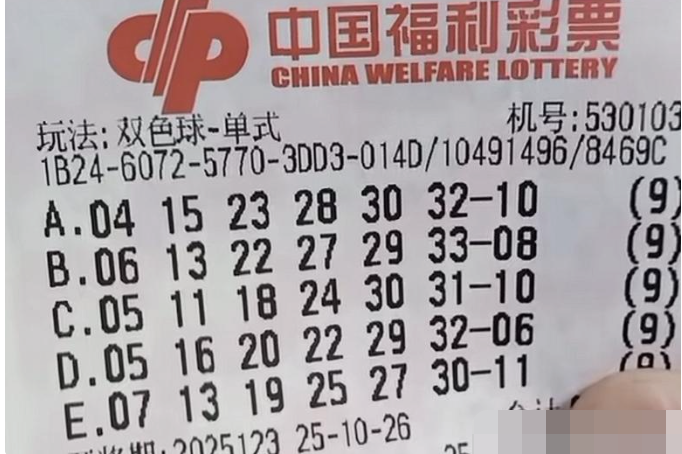 中国福利彩票
CHINA WELFARE LOTTERY
玩法:双色球-单式 机号:530103
1B24-6072-5770-3DD3-014D/10491496/8469C
A.04 15 23 28 30 32-10 (9)
B.06 13 22 27 29 33-08 (9)
C.05 11 18 24 30 31-10 (9)
D.05 16 20 22 29 32-06 (9)
E.07 13 19 25 27 30-11
合计
期:2025123 25-10-26